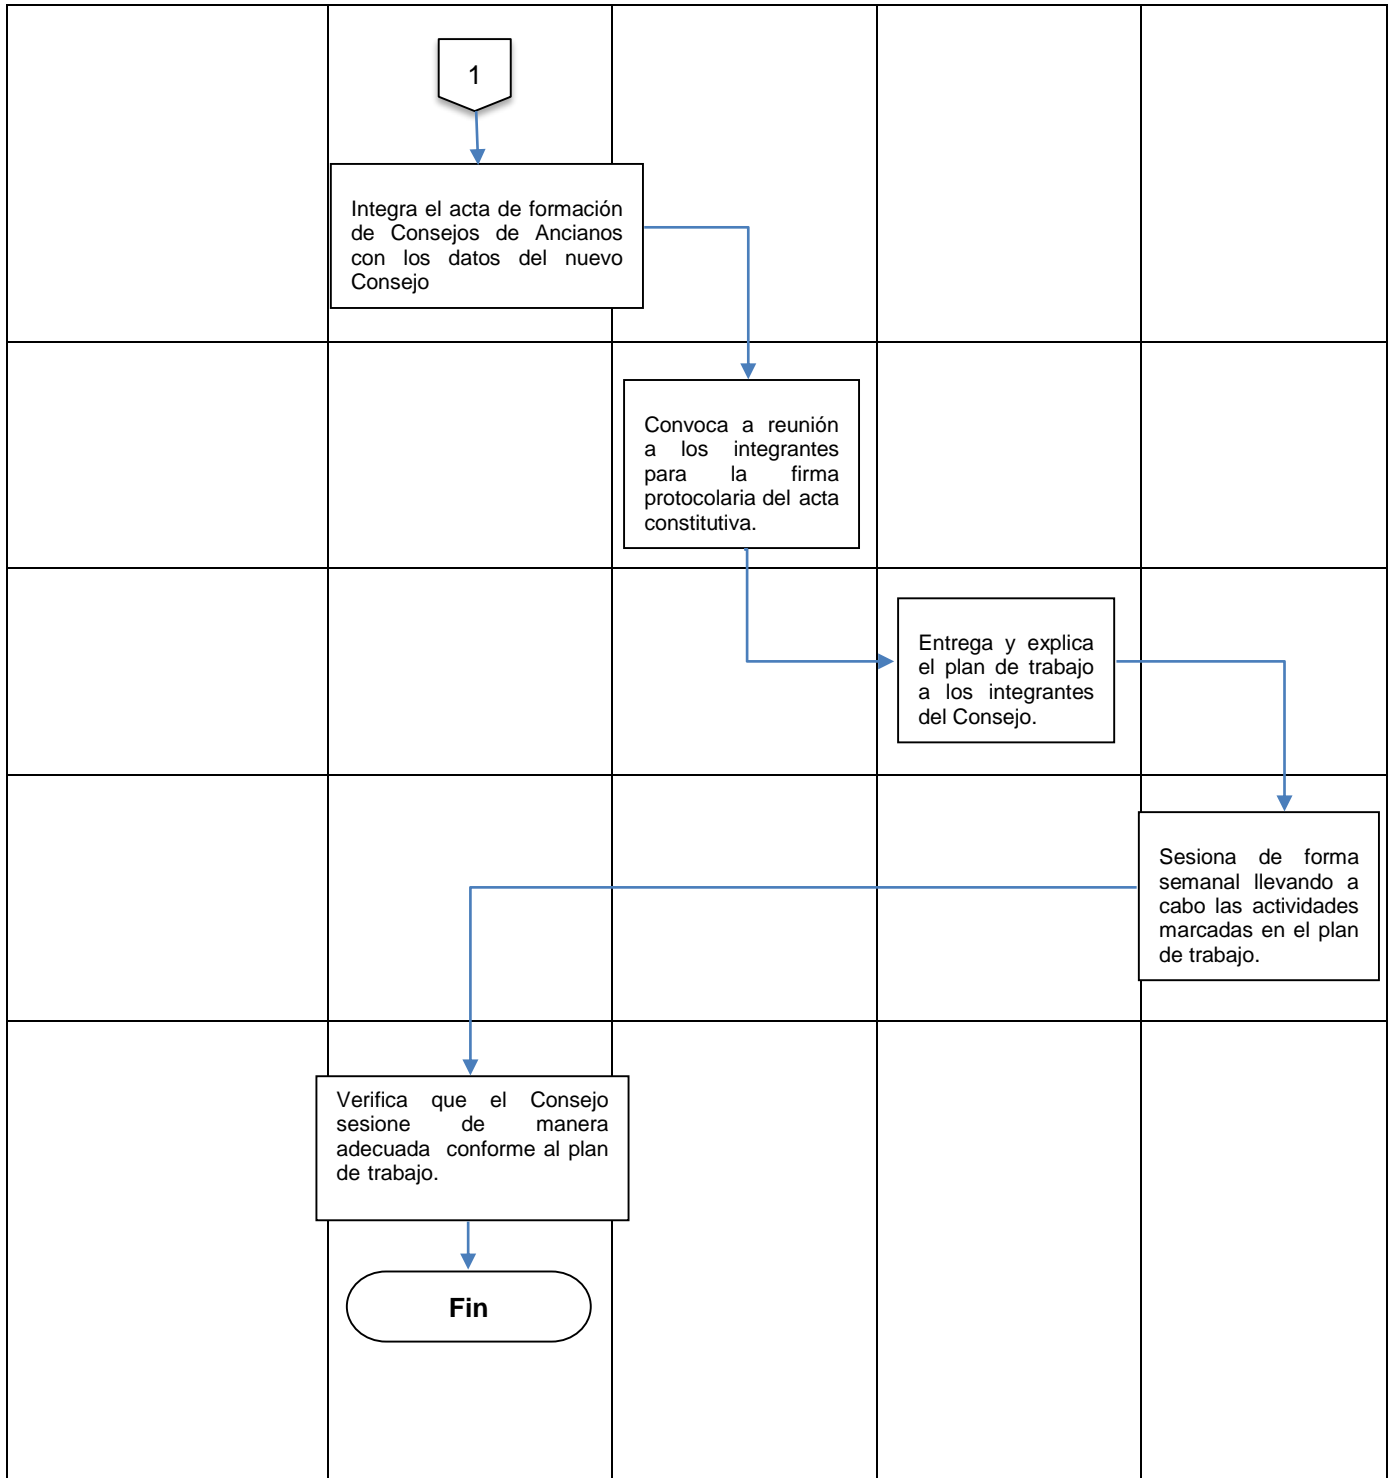 1
Integra el acta de formación
de Consejos de Ancianos
con los datos del nuevo
Consejo
Convoca a reunión
a los integrantes
para la firma
protocolaria del acta
constitutiva.
Entrega y explica
el plan de trabajo
a los integrantes
del Consejo.
Sesiona de forma
semanal llevando a
cabo las actividades
marcadas en el plan
de trabajo.
Verifica que el Consejo
sesione de manera
adecuada conforme al plan
de trabajo.
Fin